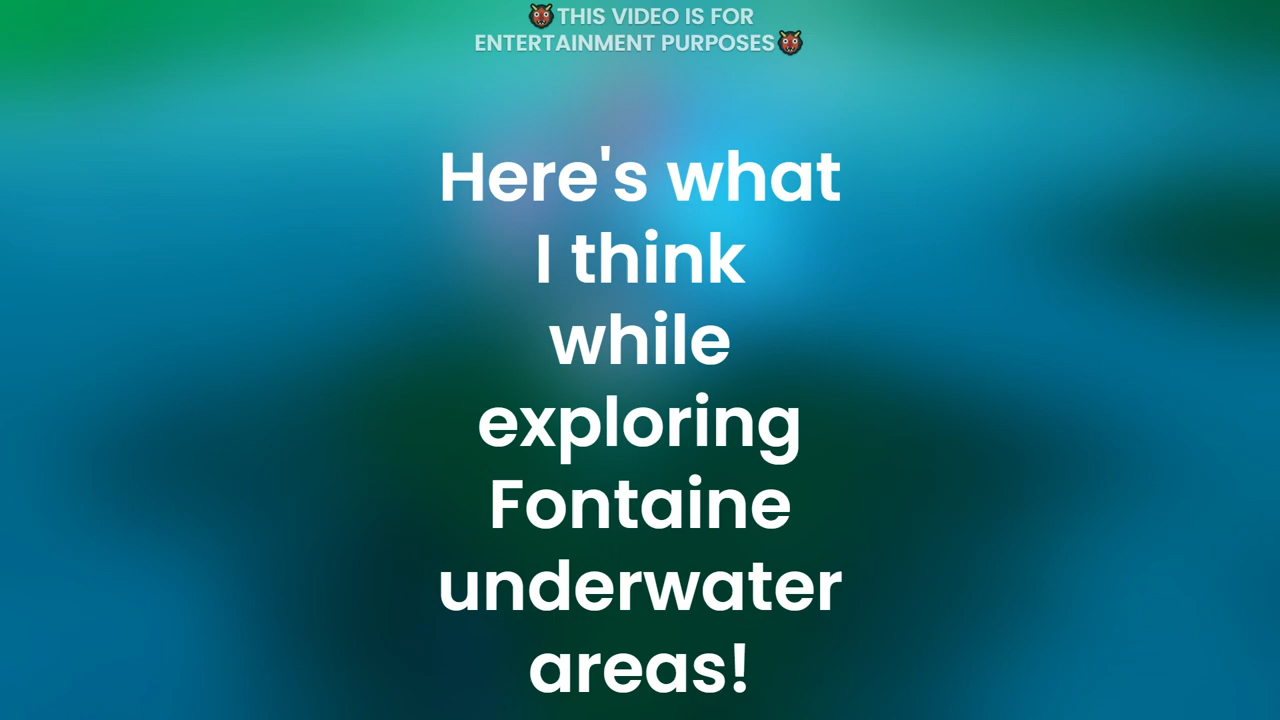 👹THIS VIDEO IS FOR
ENTERTAINMENT PURPOSES👹
Here's what
I think
while
exploring
Fontaine
underwater
areas!